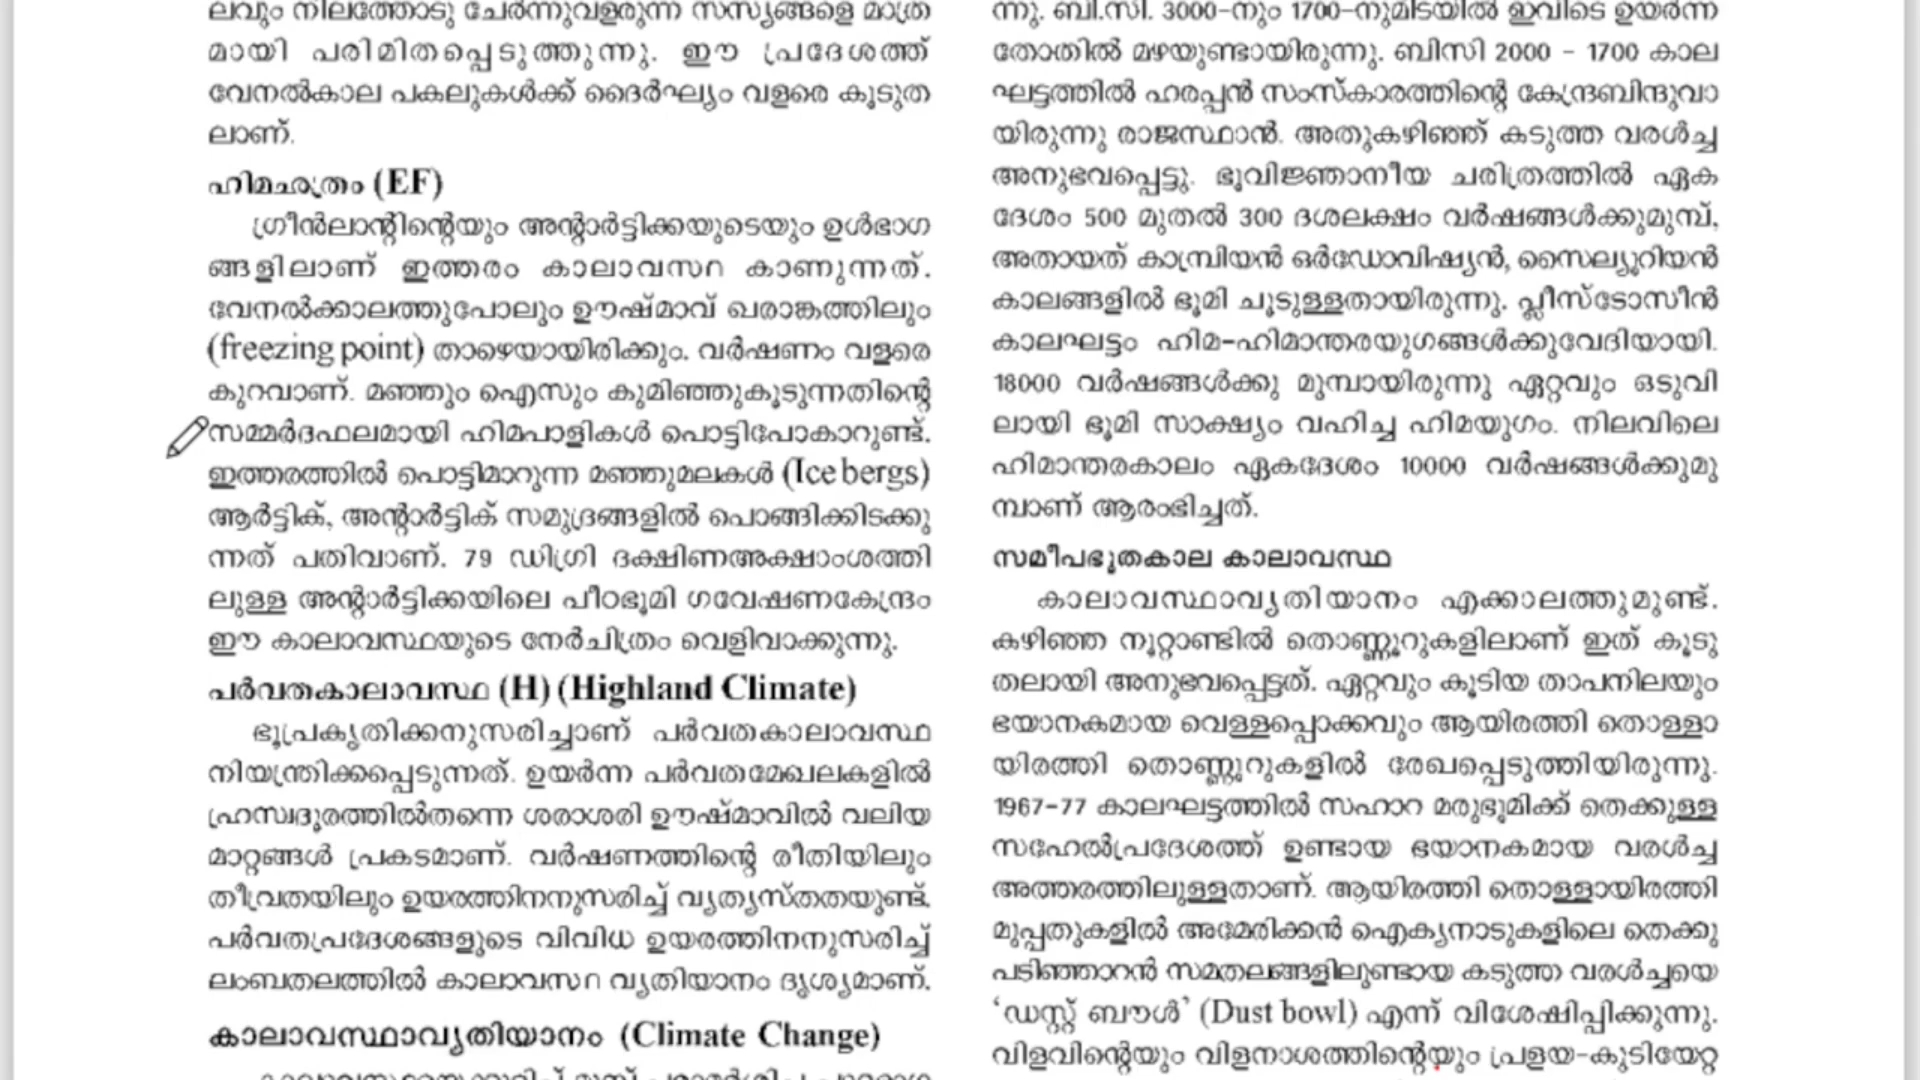 ലവും നിലത്തോടു ചേർന്നുവളരുന്ന സസ്യങ്ങളെ മാത്ര
മായി പരിമിതപ്പെടുത്തുന്നു. ഈ പ്രദേശത്ത്
വേനൽകാല പകലുകൾക്ക് ദൈർഘ്യം വളരെ കൂടുത
ലാണ്.
ഹിമഛത്രം (EF)
ഗ്രീൻലാന്റിന്റെയും അന്റാർട്ടിക്കയുടെയും ഉൾഭാഗ
ങ്ങളിലാണ് ഇത്തരം കാലാവസ്ഥ കാണുന്നത്.
വേനൽക്കാലത്തുപോലും ഊഷ്മാവ് ഖരാങ്കത്തിലും
(freezing point) താഴെയായിരിക്കും. വർഷണം വളരെ
കുറവാണ്. മഞ്ഞും ഐസും കുമിഞ്ഞുകൂടുന്നതിന്റെ
സമ്മർദഫലമായി ഹിമപാളികൾ പൊട്ടിപോകാറുണ്ട്.
ഇത്തരത്തിൽ പൊട്ടിമാറുന്ന മഞ്ഞുമലകൾ (Ice bergs)
ആർട്ടിക്, അന്റാർട്ടിക് സമുദ്രങ്ങളിൽ പൊങ്ങിക്കിടക്കു
ന്നത് പതിവാണ്. 79 ഡിഗ്രി ദക്ഷിണഅക്ഷാംശത്തി
ലുള്ള അന്റാർട്ടിക്കയിലെ പീഠഭൂമി ഗവേഷണകേന്ദ്രം
ഈ കാലാവസ്ഥയുടെ നേർചിത്രം വെളിവാക്കുന്നു.
പർവതകാലാവസ്ഥ (H) (Highland Climate)
ഭൂപ്രകൃതിക്കനുസരിച്ചാണ് പർവതകാലാവസ്ഥ
നിയന്ത്രിക്കപ്പെടുന്നത്. ഉയർന്ന പർവതമേഖലകളിൽ
ഹ്രസ്വദൂരത്തിൽതന്നെ ശരാശരി ഊഷ്മാവിൽ വലിയ
മാറ്റങ്ങൾ പ്രകടമാണ്. വർഷണത്തിന്റെ രീതിയിലും
തീവ്രതയിലും ഉയരത്തിനനുസരിച്ച് വ്യത്യസ്തതയുണ്ട്.
പർവതപ്രദേശങ്ങളുടെ വിവിധ ഉയരത്തിനനുസരിച്ച്
ലംബതലത്തിൽ കാലാവസ്ഥ വ്യതിയാനം ദൃശ്യമാണ്.
കാലാവസ്ഥാവ്യതിയാനം (Climate Change)
ന്നു. ബി.സി. 3000-നും 1700-നുമിടയിൽ ഇവിടെ ഉയർന്ന
തോതിൽ മഴയുണ്ടായിരുന്നു. ബിസി 2000 - 1700 കാല
ഘട്ടത്തിൽ ഹരപ്പൻ സംസ്കാരത്തിന്റെ കേന്ദ്രബിന്ദുവാ
യിരുന്നു രാജസ്ഥാൻ. അതുകഴിഞ്ഞ് കടുത്ത വരൾച്ച
അനുഭവപ്പെട്ടു. ഭൂവിജ്ഞാനീയ ചരിത്രത്തിൽ ഏക
ദേശം 500 മുതൽ 300 ദശലക്ഷം വർഷങ്ങൾക്കുമുമ്പ്,
അതായത് കാമ്പ്രിയൻ ഒർഡോവിഷ്യൻ, സൈല്യൂറിയൻ
കാലങ്ങളിൽ ഭൂമി ചൂടുള്ളതായിരുന്നു. പ്ലീസ്ടോസീൻ
കാലഘട്ടം ഹിമ-ഹിമാന്തരയുഗങ്ങൾക്കുവേദിയായി.
18000 വർഷങ്ങൾക്കു മുമ്പായിരുന്നു ഏറ്റവും ഒടുവി
ലായി ഭൂമി സാക്ഷ്യം വഹിച്ച ഹിമയുഗം. നിലവിലെ
ഹിമാന്തരകാലം ഏകദേശം 10000 വർഷങ്ങൾക്കുമു
മ്പാണ് ആരംഭിച്ചത്.
സമീപഭൂതകാല കാലാവസ്ഥ
കാലാവസ്ഥാവ്യതിയാനം എക്കാലത്തുമുണ്ട്.
കഴിഞ്ഞ നൂറ്റാണ്ടിൽ തൊണ്ണൂറുകളിലാണ് ഇത് കൂടു
തലായി അനുഭവപ്പെട്ടത്. ഏറ്റവും കൂടിയ താപനിലയും
ഭയാനകമായ വെള്ളപ്പൊക്കവും ആയിരത്തി തൊള്ളാ
യിരത്തി തൊണ്ണൂറുകളിൽ രേഖപ്പെടുത്തിയിരുന്നു.
1967-77 കാലഘട്ടത്തിൽ സഹാറ മരുഭൂമിക്ക് തെക്കുള്ള
സഹേൽപ്രദേശത്ത് ഉണ്ടായ ഭയാനകമായ വരൾച്ച
അത്തരത്തിലുള്ളതാണ്. ആയിരത്തി തൊള്ളായിരത്തി
മുപ്പതുകളിൽ അമേരിക്കൻ ഐക്യനാടുകളിലെ തെക്കു
പടിഞ്ഞാറൻ സമതലങ്ങളിലുണ്ടായ കടുത്ത വരൾച്ചയെ
'ഡസ്റ്റ് ബൗൾ' (Dust bowl) എന്ന് വിശേഷിപ്പിക്കുന്നു.
വിളവിന്റെയും വിളനാശത്തിന്റെയും പ്രളയ-കുടിയേറ്റ